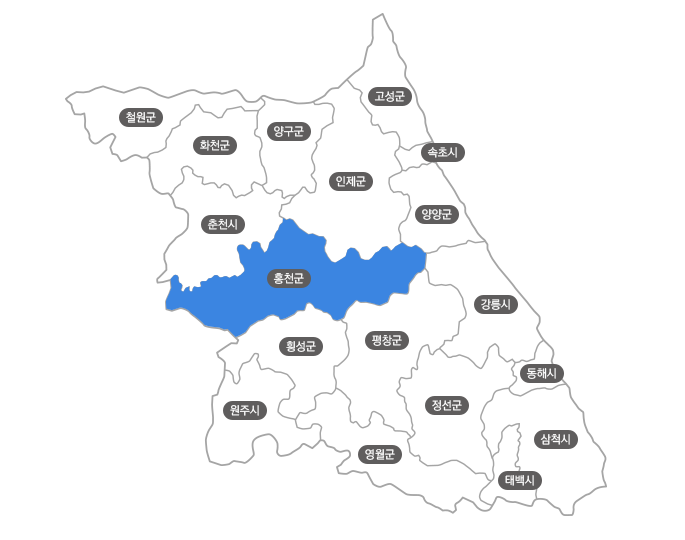 고성군
철원군
양구군
화천군
속초시
인제군
양양군
춘천시
홍천군
강릉시
평창군
횡성군
동해시
정선군
원주시
삼척시
영월군
태백시